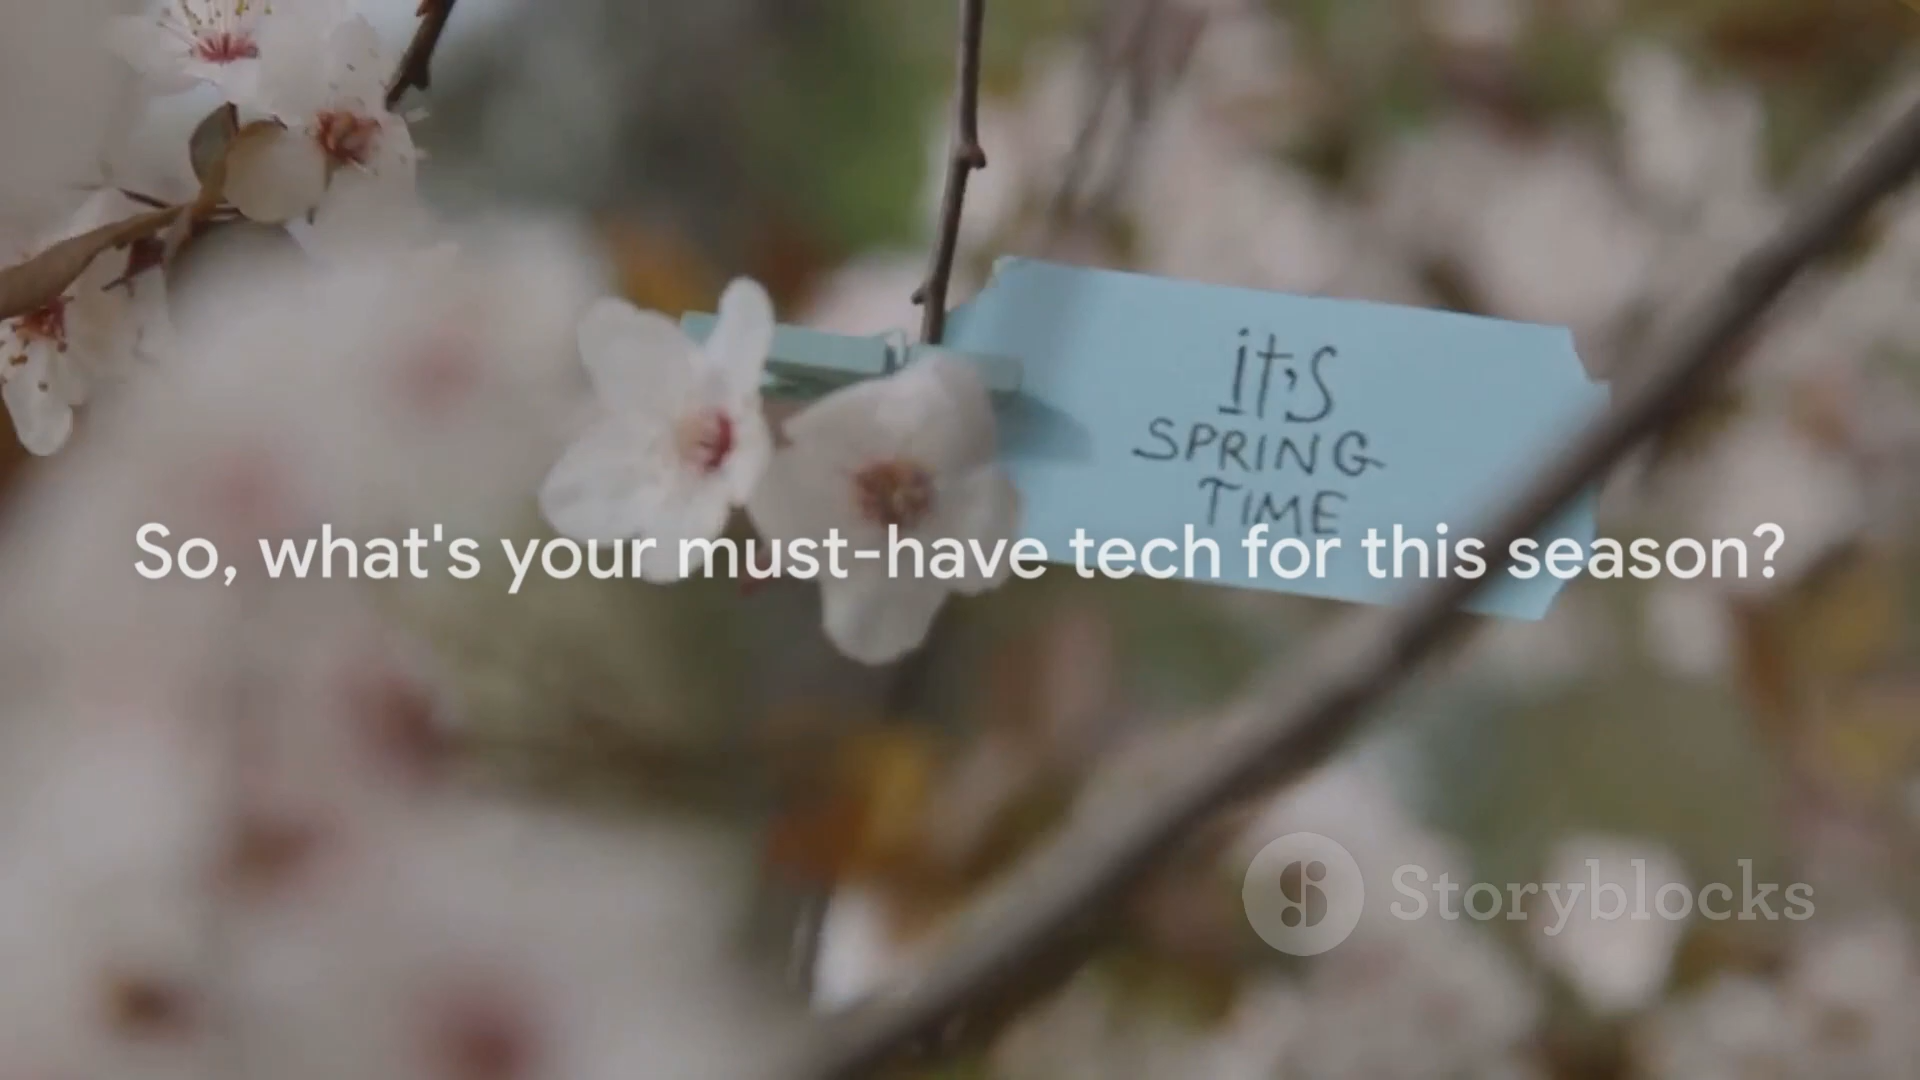 it's
SPRING
TIME
So, what's your must-have tech for this season?
Storyblocks